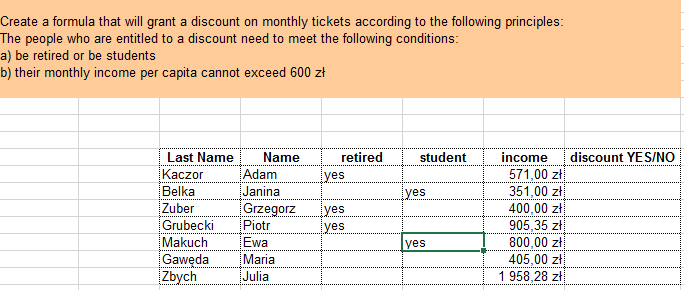 Create a formula that will grant a discount on monthly tickets according to the following principles:
The people who are entitled to a discount need to meet the following conditions:
a) be retired or be students
b) their monthly income per capita cannot exceed 600 zł
Last Name Name retired student income discount YES/NO
Kaczor Adam yes 571,00 zł
Belka Janina yes 351,00 zł
Zuber Grzegorz yes 400,00 zł
Grubecki Piotr yes 905,35 zł
Makuch Ewa yes 800,00 zł
Gawęda Maria 405,00 zł
Zbych Julia 1 958,28 zł